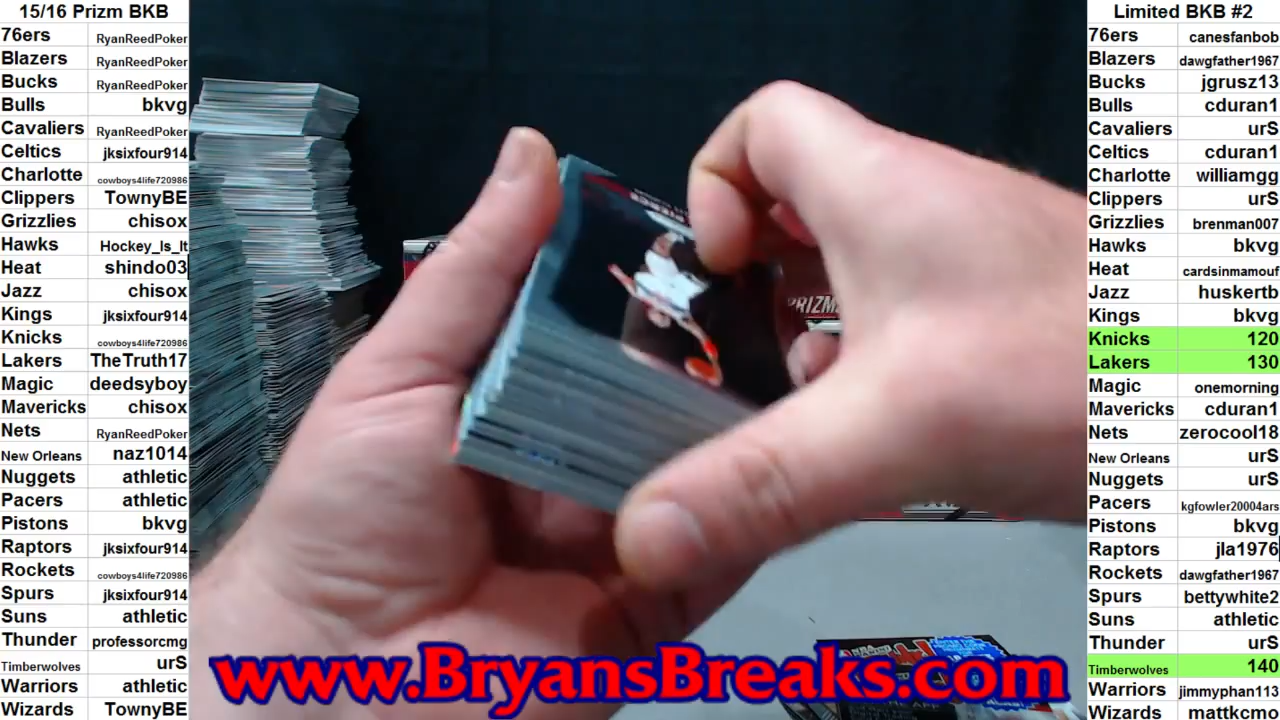 15/16 Prizm BKB
76ers RyanReedPoker
Blazers RyanReedPoker
Bucks RyanReedPoker
Bulls bkvg
Cavaliers RyanReedPoker
Celtics jksixfour914
Charlotte cowboys4life720986
Clippers TownyBE
Grizzlies chisox
Hawks Hockey_Is_It
Heat shindo03
Jazz chisox
Kings jksixfour914
Knicks cowboys4life720986
Lakers TheTruth17
Magic deedsyboy
Mavericks chisox
Nets RyanReedPoker
New Orleans naz1014
Nuggets athletic
Pacers athletic
Pistons bkvg
Raptors jksixfour914
Rockets cowboys4life720986
Spurs jksixfour914
Suns athletic
Thunder professorcmg
Timberwolves urS
Warriors athletic
Wizards TownyBE
PIERCE
PRIZM
www.BryansBreaks.com
Limited BKB #2
76ers canesfanbob
Blazers dawgfather1967
Bucks jgrusz13
Bulls cduran1
Cavaliers urS
Celtics cduran1
Charlotte williamgg
Clippers urS
Grizzlies brenman007
Hawks bkvg
Heat cardsinmamouf
Jazz huskertb
Kings bkvg
Knicks 120
Lakers 130
Magic onemorning
Mavericks cduran1
Nets zerocool18
New Orleans urS
Nuggets urS
Pacers kgfowler20004ars
Pistons bkvg
Raptors jla1976
Rockets dawgfather1967
Spurs bettywhite2
Suns athletic
Thunder urS
Timberwolves 140
Warriors jimmyphan113
Wizards mattkcmo